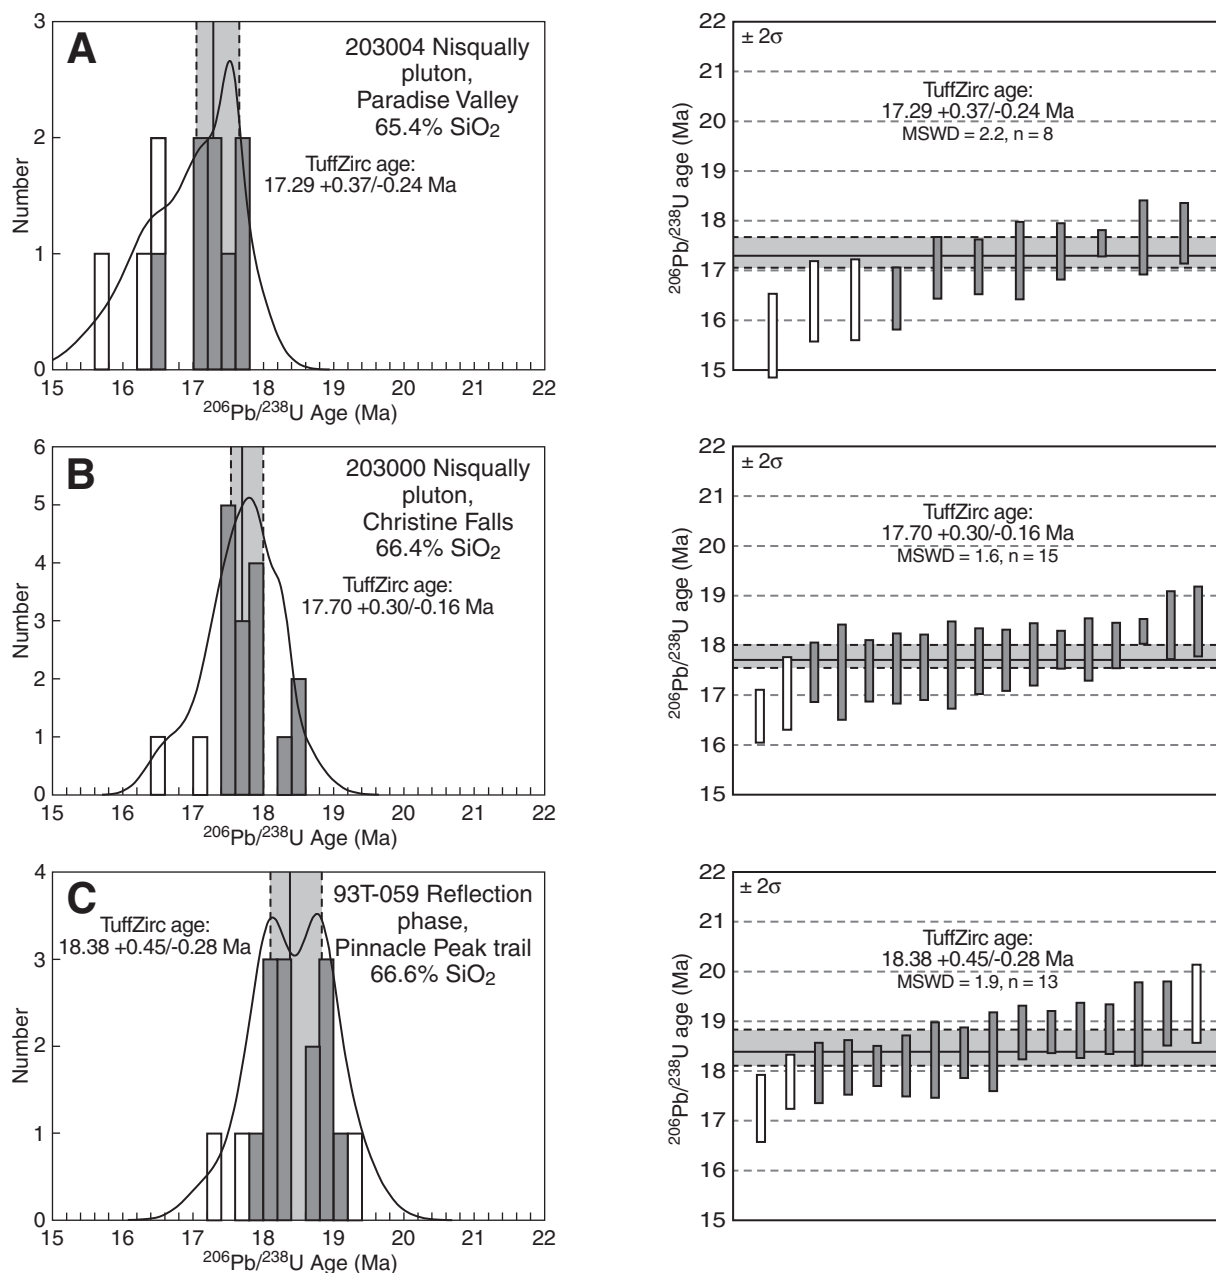 A
203004 Nisqually
pluton,
Paradise Valley
65.4% SiO2
TuffZirc age:
17.29 +0.37/-0.24 Ma
3
2
1
0
Number
15 16 17 18 19 20 21 22
206Pb/238U Age (Ma)
± 2σ
TuffZirc age:
17.29 +0.37/-0.24 Ma
MSWD = 2.2, n = 8
22
21
20
19
18
17
16
15
206Pb/238U age (Ma)
B
203000 Nisqually
pluton,
Christine Falls
66.4% SiO2
TuffZirc age:
17.70 +0.30/-0.16 Ma
6
5
4
3
2
1
0
Number
15 16 17 18 19 20 21 22
206Pb/238U Age (Ma)
± 2σ
TuffZirc age:
17.70 +0.30/-0.16 Ma
MSWD = 1.6, n = 15
22
21
20
19
18
17
16
15
206Pb/238U age (Ma)
C
93T-059 Reflection
phase,
Pinnacle Peak trail
66.6% SiO2
TuffZirc age:
18.38 +0.45/-0.28 Ma
4
3
2
1
0
Number
15 16 17 18 19 20 21 22
206Pb/238U Age (Ma)
± 2σ
TuffZirc age:
18.38 +0.45/-0.28 Ma
MSWD = 1.9, n = 13
22
21
20
19
18
17
16
15
206Pb/238U age (Ma)